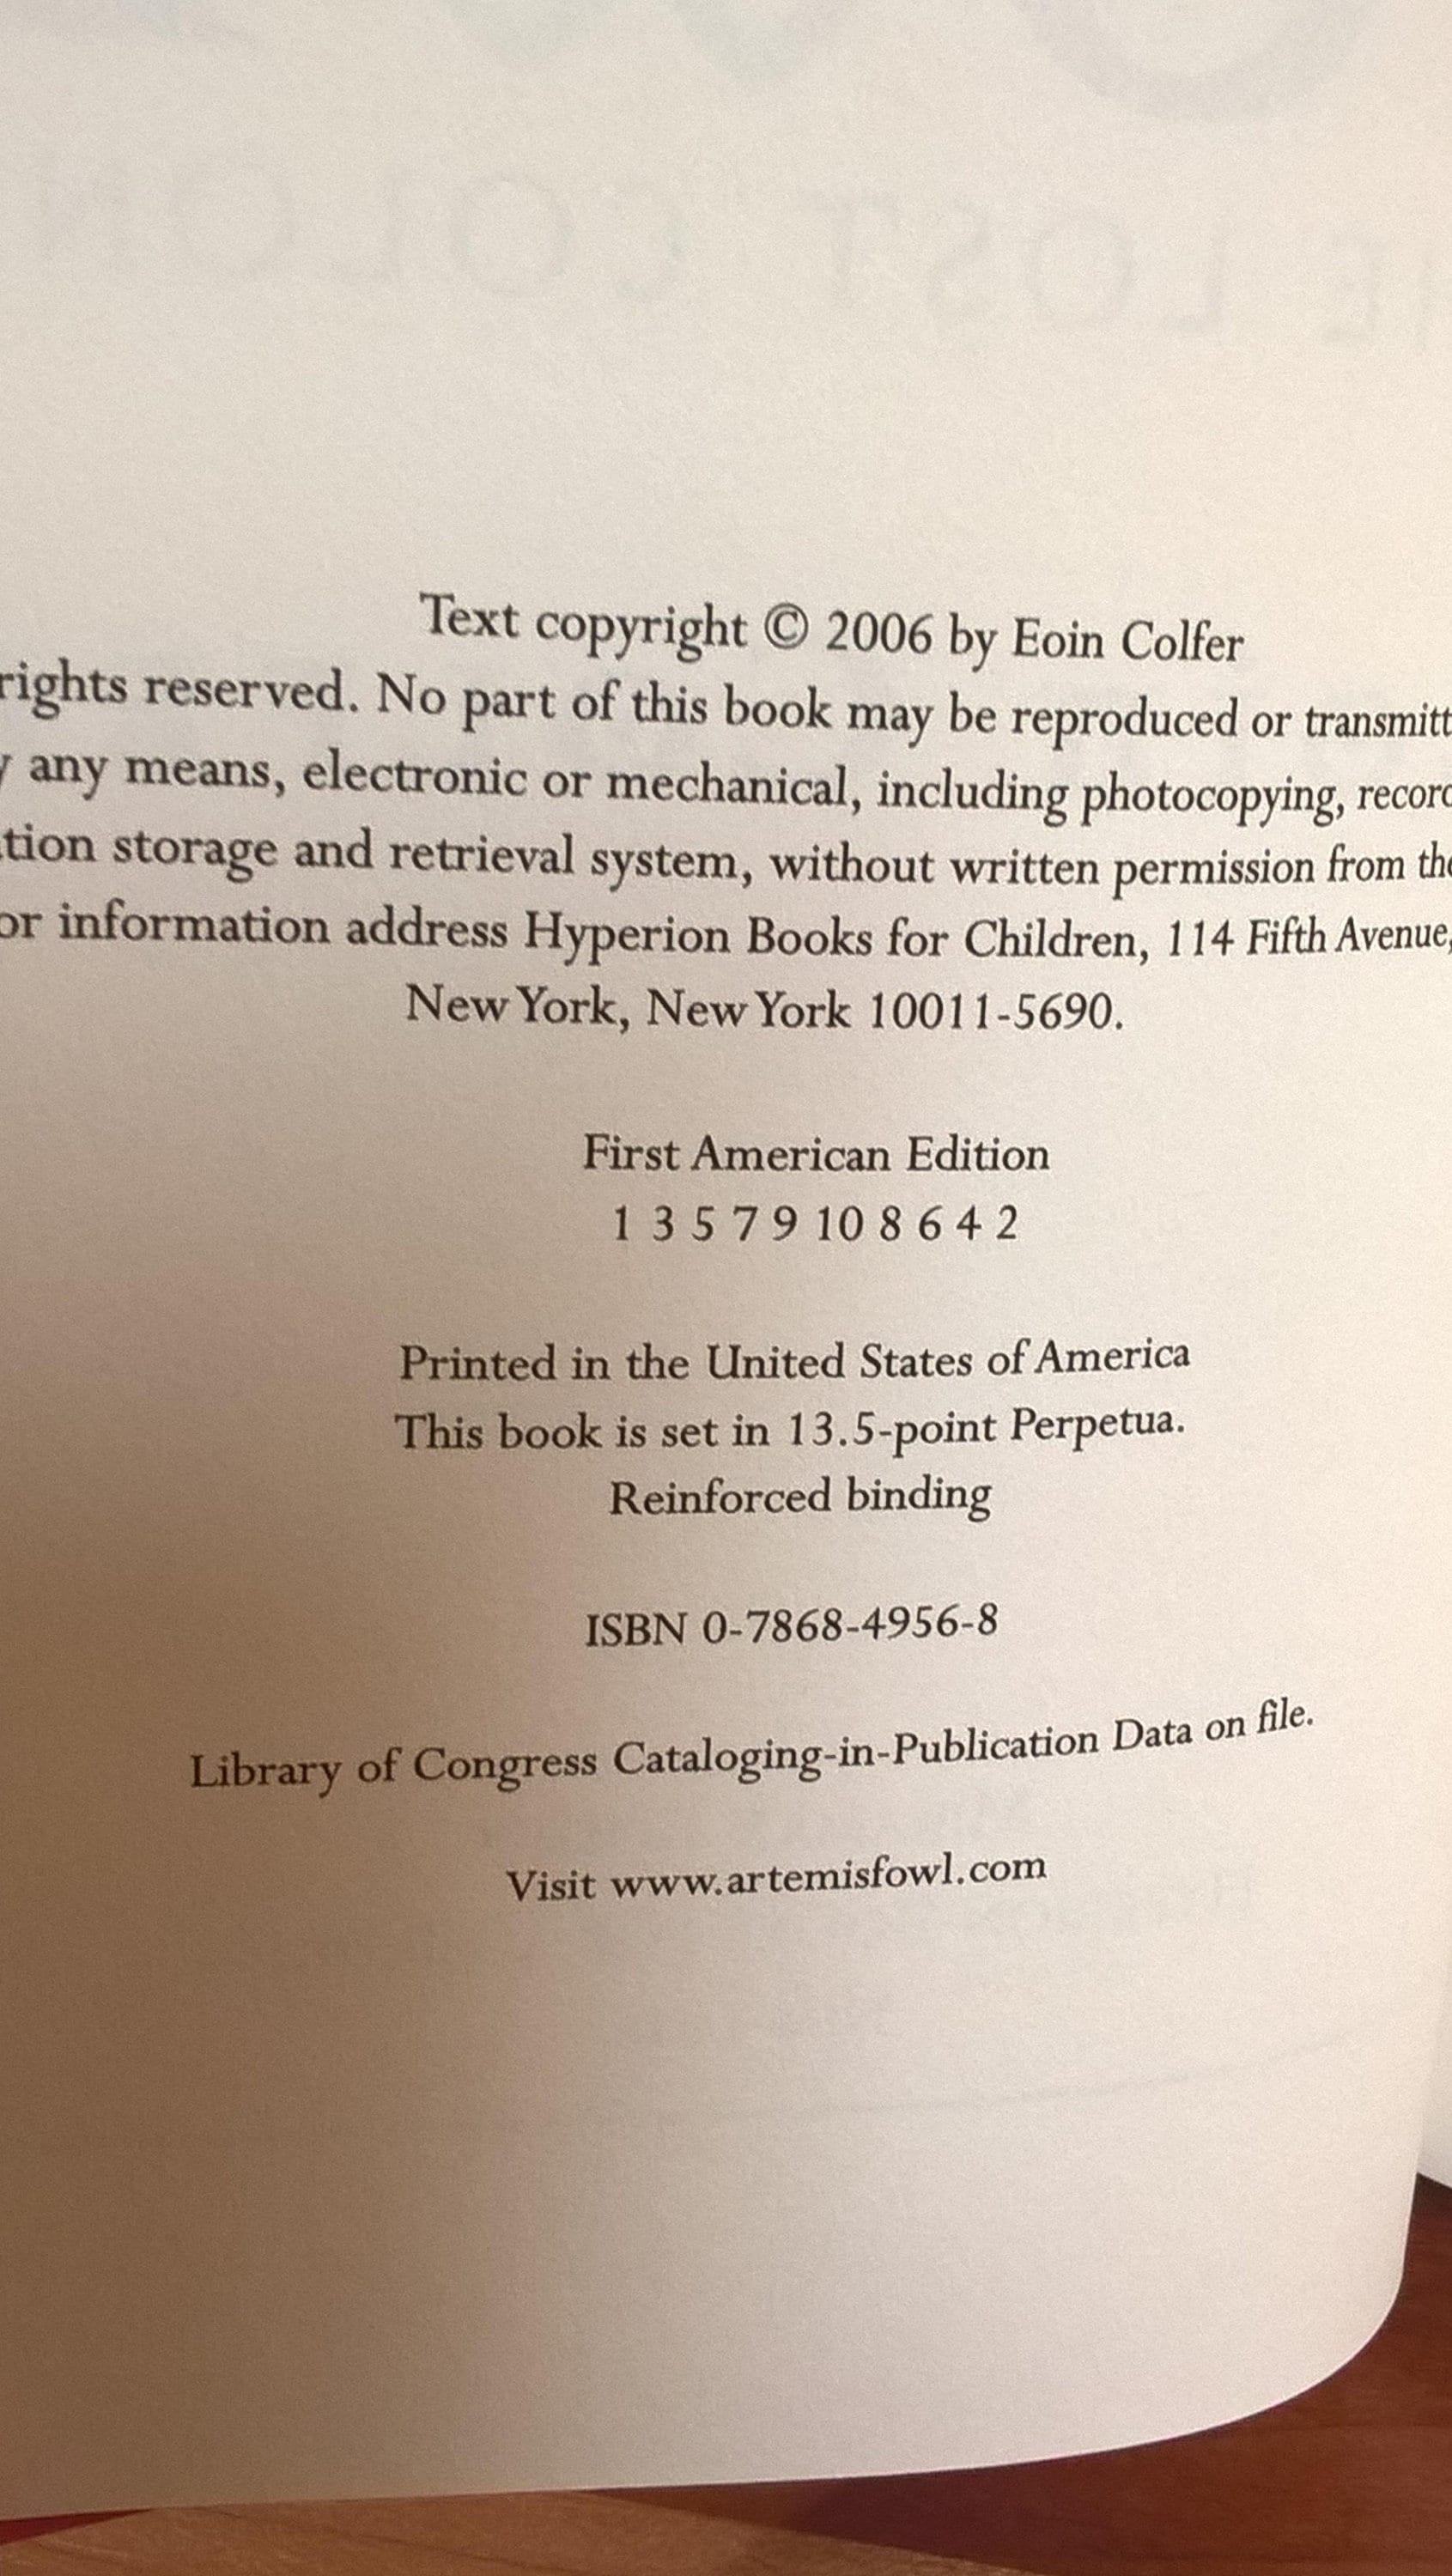 Text copyright © 2006 by Eoin Colfer
rights reserved. No part of this book may be reproduced or transmitt
y any means, electronic or mechanical, including photocopying, record
tion storage and retrieval system, without written permission from the
or information address Hyperion Books for Children, 114 Fifth Avenue,
New York, New York 10011-5690.
First American Edition
1 3 5 7 9 10 8 6 4 2
Printed in the United States of America
This book is set in 13.5-point Perpetua.
Reinforced binding
ISBN 0-7868-4956-8
Library of Congress Cataloging-in-Publication Data on file.
Visit www.artemisfowl.com